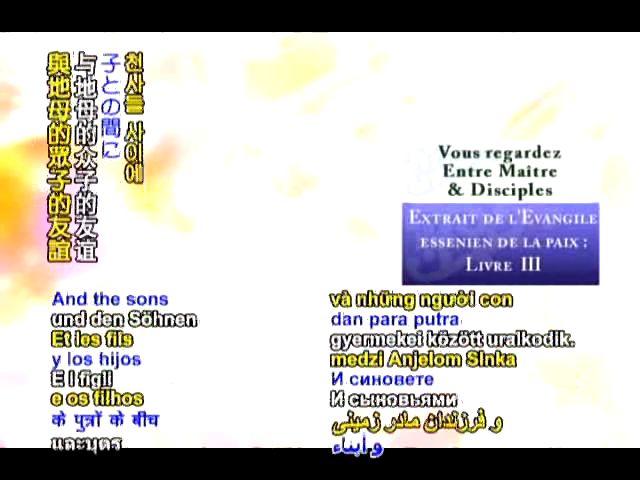 與地母的眾子的友誼
与地母的众子的友谊
子との間に
천사들 사이에
Vous regardez
Entre Maître
& Disciples
EXTRAIT DE L'EVANGILE
ESSENIEN DE LA PAIX :
LIVRE III
And the sons
und den Söhnen
Et les fils
y los hijos
E i figli
e os filhos
के पुत्रों के बीच
และบุตร
và những người con
dan para putra
gyermekei között uralkodik.
medzi Anjelom Slnka
И синовете
И сыновьями
و فرزندان مادر زمینی
و أبناء